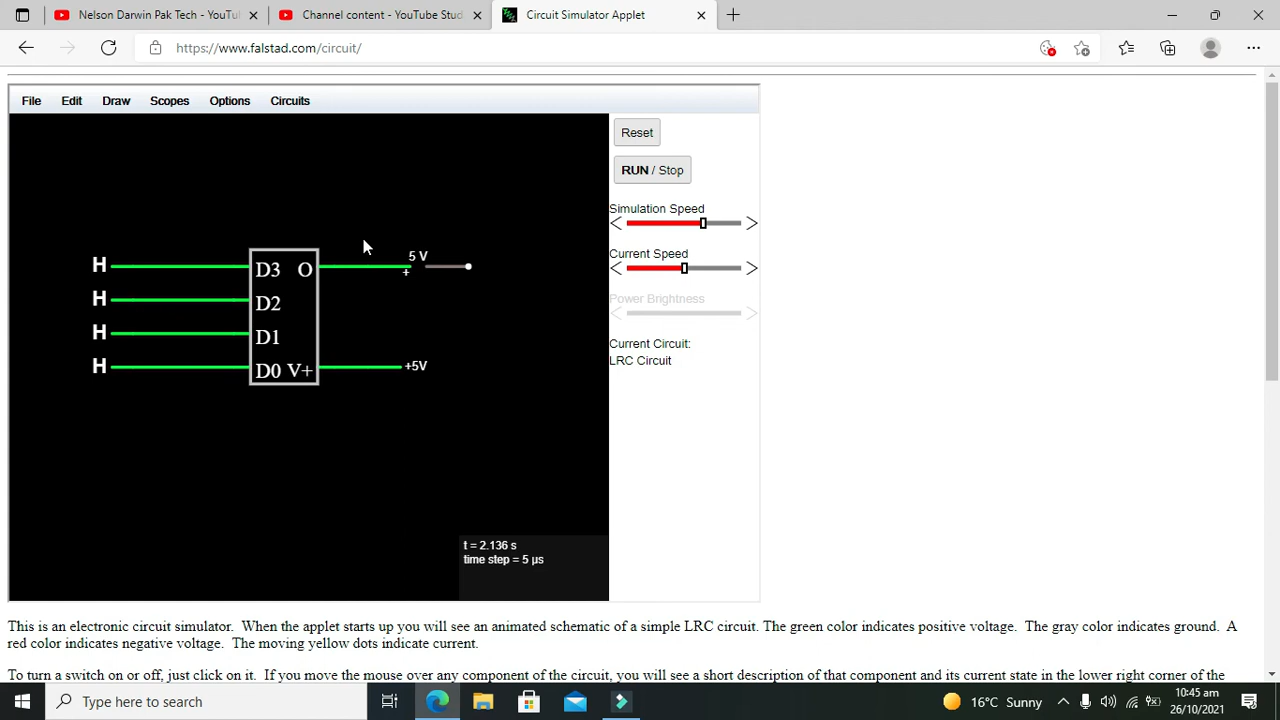 Nelson Darwin Pak Tech - YouTu
Channel content - YouTube Stud
Circuit Simulator Applet
https://www.falstad.com/circuit/
File Edit Draw Scopes Options Circuits
Reset
RUN / Stop
Simulation Speed
Current Speed
Power Brightness
Current Circuit:
LRC Circuit
5 V
+
H D3 O
H D2
H D1
H D0 V+ +5V
t = 2.136 s
time step = 5 µs
This is an electronic circuit simulator. When the applet starts up you will see an animated schematic of a simple LRC circuit. The green color indicates positive voltage. The gray color indicates ground. A
red color indicates negative voltage. The moving yellow dots indicate current.
To turn a switch on or off, just click on it. If you move the mouse over any component of the circuit, you will see a short description of that component and its current state in the lower right corner of the
Type here to search
16°C Sunny
10:45 am
26/10/2021